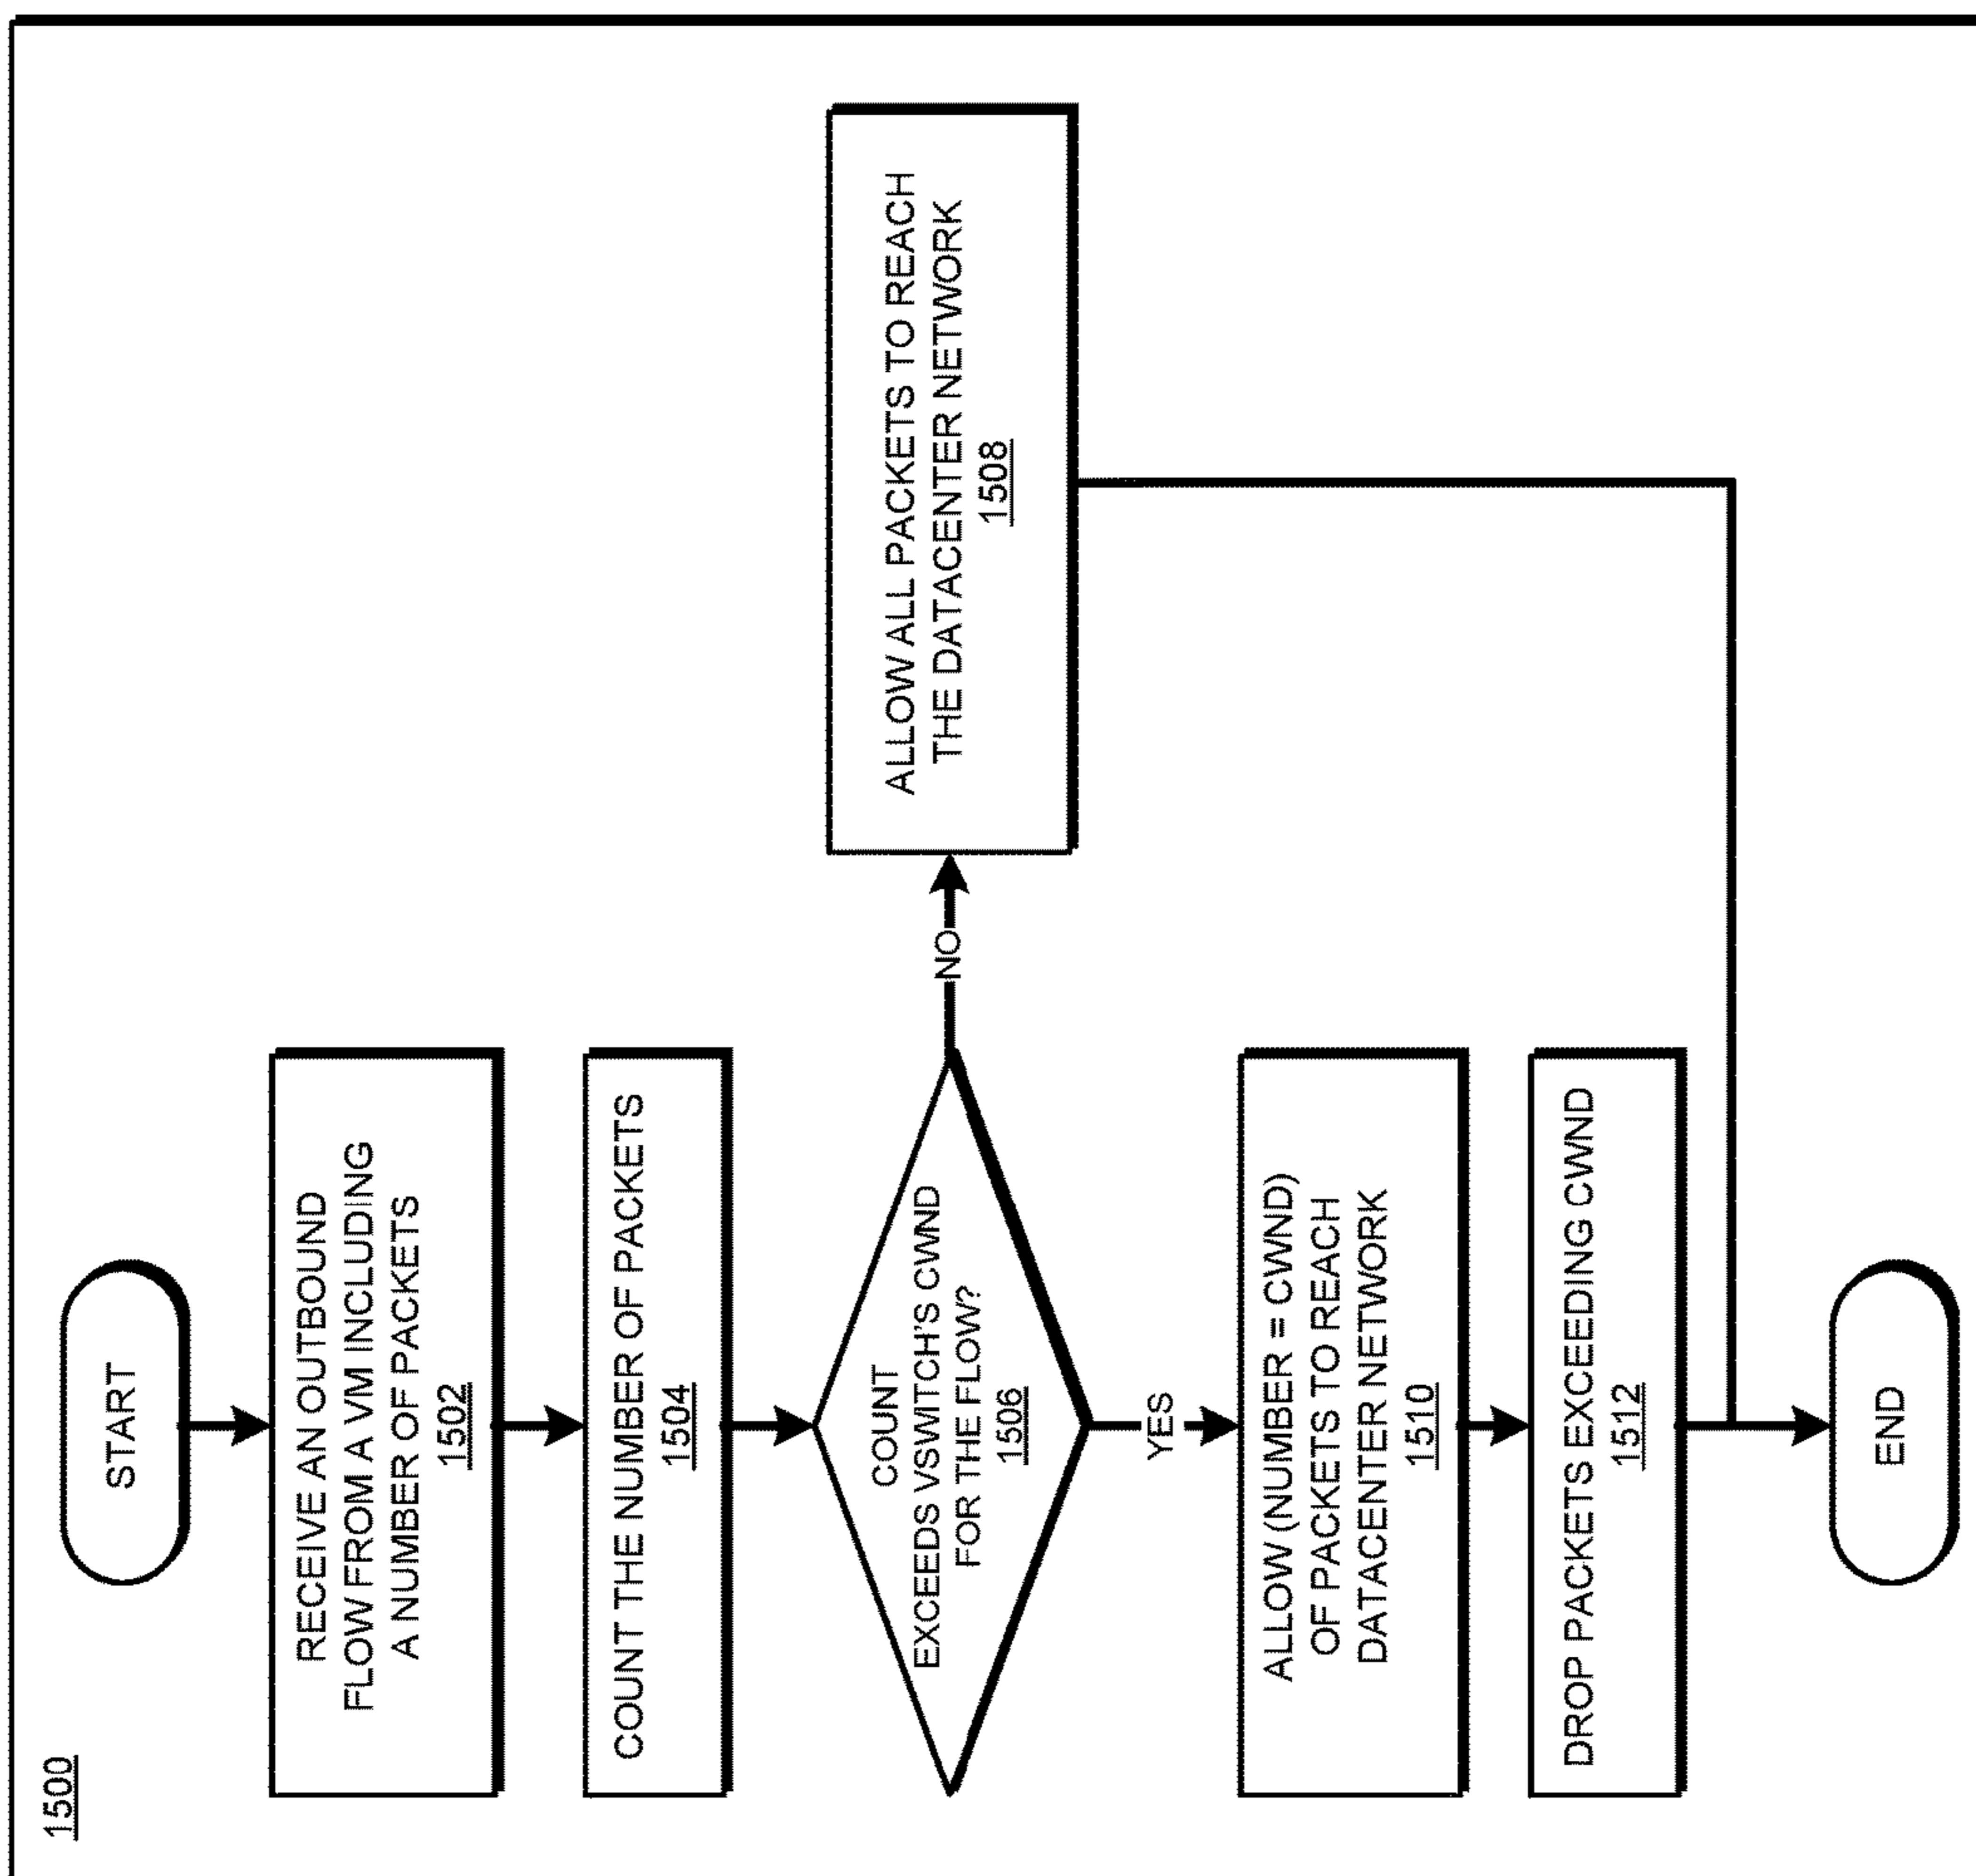 1500
START
RECEIVE AN OUTBOUND
FLOW FROM A VM INCLUDING
A NUMBER OF PACKETS
1502
COUNT THE NUMBER OF PACKETS
1504
COUNT
EXCEEDS VSWITCH'S CWND
FOR THE FLOW?
1506
NO
ALLOW ALL PACKETS TO REACH
THE DATACENTER NETWORK
1508
YES
ALLOW (NUMBER = CWND)
OF PACKETS TO REACH
DATACENTER NETWORK
1510
DROP PACKETS EXCEEDING CWND
1512
END